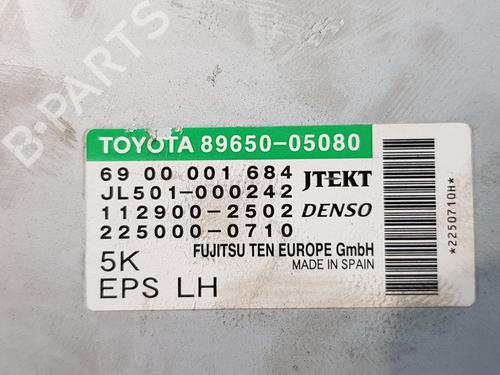 TOYOTA 89650-05080
69 00 001 684 JTEKT
JL501-000242
112900-2502 DENSO
225000-0710
FUJITSU TEN EUROPE GmbH
5K MADE IN SPAIN
EPS LH
*2250710H*
B-PARTS